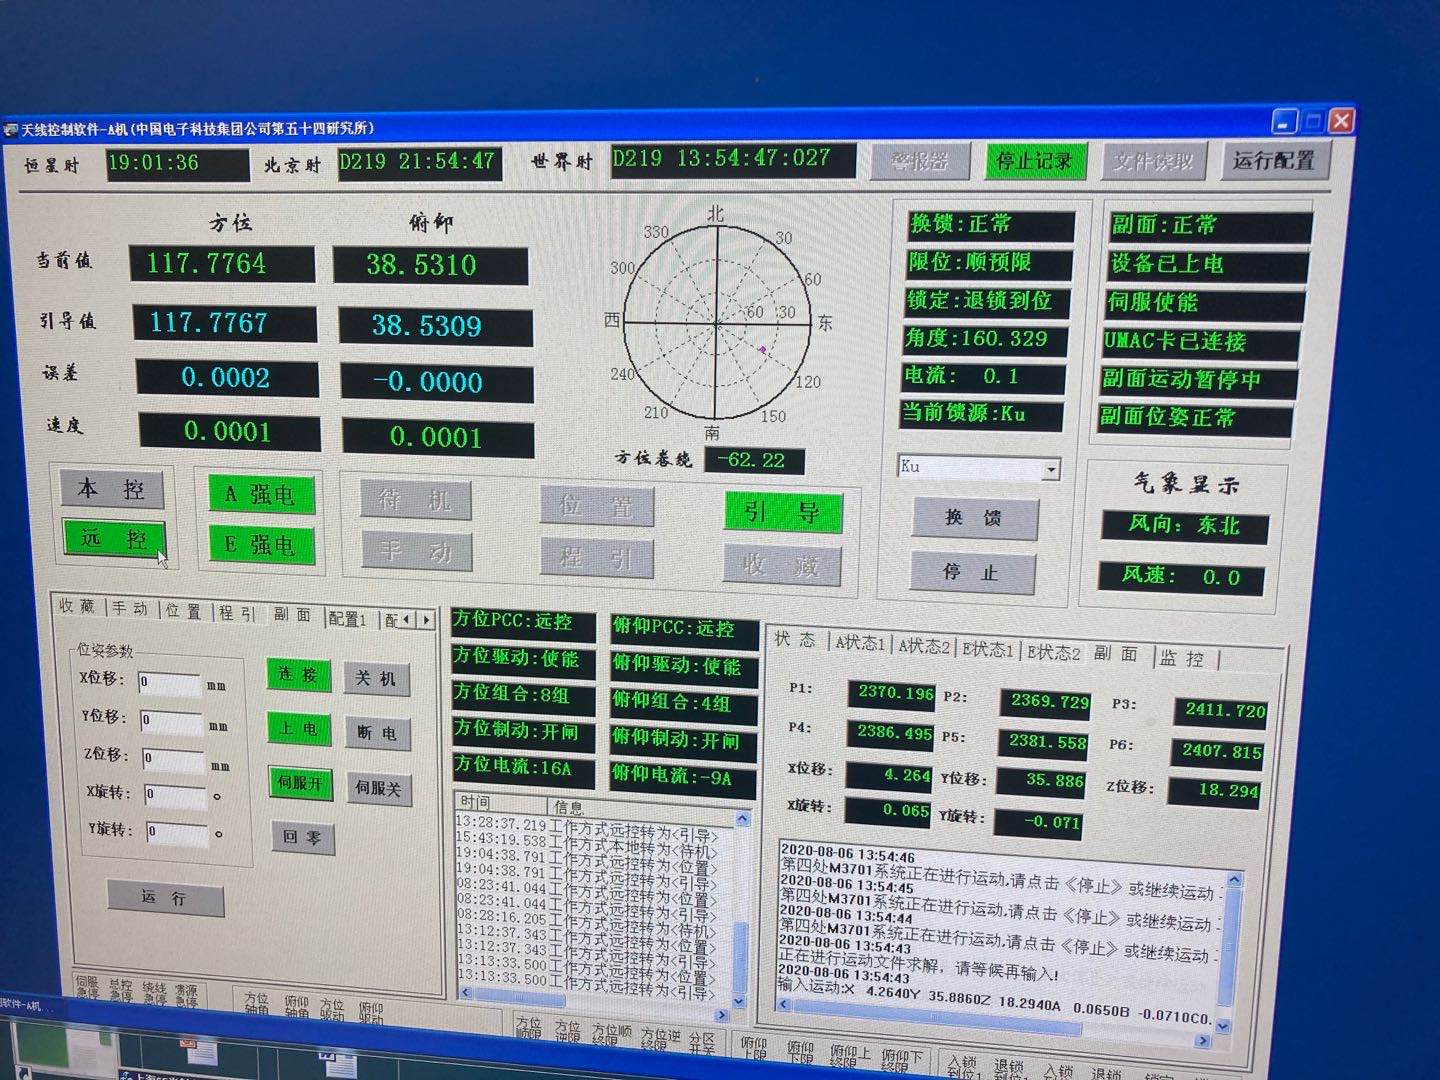 天线控制软件-A机(中国电子科技集团公司第五十四研究所)
恒星时 19:01:36 北京时 D219 21:54:47 世界时 D219 13:54:47:027 警报器 停止记录 文件读取 运行配置
方位 俯仰
当前值 117.7764 38.5310
引导值 117.7767 38.5309
误差 0.0002 -0.0000
速度 0.0001 0.0001
北
330 30
300 60
西 60 30 东
240 120
210 150
南
方位卷绕 -62.22
换馈:正常
限位:顺预限
锁定:退锁到位
角度:160.329
电流: 0.1
当前馈源:Ku
Ku
换 馈
停 止
副面:正常
设备已上电
伺服使能
UMAC卡已连接
副面运动暂停中
副面位姿正常
气象显示
风向: 东北
风速: 0.0
本 控 A 强电 待 机 位 置 引 导
远 控 E 强电 手 动 程 引 收 藏
收藏 手动 位置 程引 副面 配置1 配
位姿参数
X位移: 0 mm
Y位移: 0 mm
Z位移: 0 mm
X旋转: 0 °
Y旋转: 0 °
连接 关机
上电 断电
伺服开 伺服关
回零
运 行
方位PCC:远控 俯仰PCC:远控
方位驱动:使能 俯仰驱动:使能
方位组合:8组 俯仰组合:4组
方位制动:开闸 俯仰制动:开闸
方位电流:16A 俯仰电流:-9A
时间 信息
13:28:37.219 工作方式远控转为<引导>
15:43:19.538 工作方式本地转为<待机>
19:04:38.791 工作方式远控转为<位置>
19:04:38.791 工作方式远控转为<引导>
08:23:41.044 工作方式远控转为<位置>
08:23:41.044 工作方式远控转为<引导>
08:28:16.205 工作方式远控转为<待机>
13:12:37.343 工作方式远控转为<位置>
13:12:37.343 工作方式远控转为<引导>
13:13:33.500 工作方式远控转为<位置>
13:13:33.500 工作方式远控转为<引导>
状态 A状态1 A状态2 E状态1 E状态2 副面 监控
P1: 2370.196 P2: 2369.729 P3: 2411.720
P4: 2386.495 P5: 2381.558 P6: 2407.815
X位移: 4.264 Y位移: 35.886 Z位移: 18.294
X旋转: 0.065 Y旋转: -0.071
2020-08-06 13:54:46
第四处M3701系统正在进行运动,请点击《停止》或继续运动
2020-08-06 13:54:45
第四处M3701系统正在进行运动,请点击《停止》或继续运动
2020-08-06 13:54:44
第四处M3701系统正在进行运动,请点击《停止》或继续运动
2020-08-06 13:54:43
正在进行运动文件求解，请等候再输入!
2020-08-06 13:54:43
输入运动:X 4.2640Y 35.8860Z 18.2940A 0.0650B -0.0710C0.
伺服急停 总控急停 绕线急停 馈源急停 方位轴角 俯仰轴角 方位驱动 俯仰驱动
方位顺限 方位逆限 方位顺终限 方位逆终限 分区开关
俯仰上限 俯仰下限 俯仰上终限 俯仰下终限
入锁到位1 退锁到位1 入锁 退锁
软件-A机...